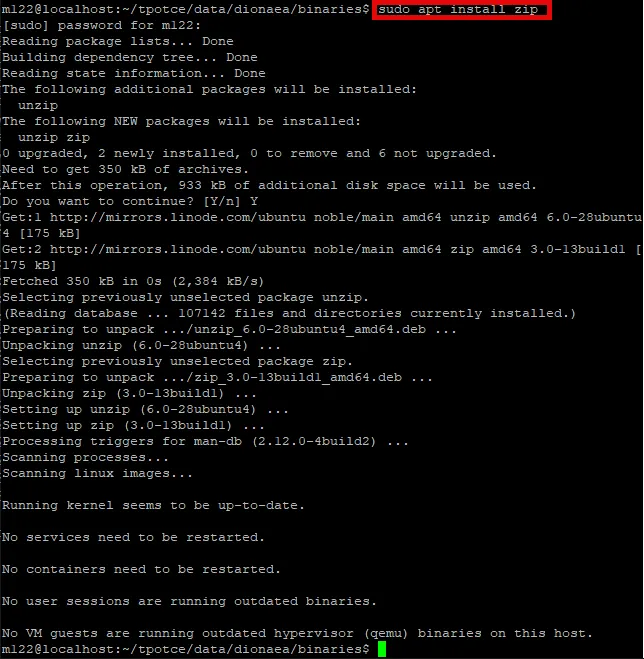 m122@localhost:~/tpotce/data/dionaea/binaries$ sudo apt install zip
[sudo] password for m122:
Reading package lists... Done
Building dependency tree... Done
Reading state information... Done
The following additional packages will be installed:
  unzip
The following NEW packages will be installed:
  unzip zip
0 upgraded, 2 newly installed, 0 to remove and 6 not upgraded.
Need to get 350 kB of archives.
After this operation, 933 kB of additional disk space will be used.
Do you want to continue? [Y/n] Y
Get:1 http://mirrors.linode.com/ubuntu noble/main amd64 unzip amd64 6.0-28ubuntu
4 [175 kB]
Get:2 http://mirrors.linode.com/ubuntu noble/main amd64 zip amd64 3.0-13build1 [
175 kB]
Fetched 350 kB in 0s (2,384 kB/s)
Selecting previously unselected package unzip.
(Reading database ... 107142 files and directories currently installed.)
Preparing to unpack .../unzip_6.0-28ubuntu4_amd64.deb ...
Unpacking unzip (6.0-28ubuntu4) ...
Selecting previously unselected package zip.
Preparing to unpack .../zip_3.0-13build1_amd64.deb ...
Unpacking zip (3.0-13build1) ...
Setting up unzip (6.0-28ubuntu4) ...
Setting up zip (3.0-13build1) ...
Processing triggers for man-db (2.12.0-4build2) ...
Scanning processes...
Scanning linux images...

Running kernel seems to be up-to-date.

No services need to be restarted.

No containers need to be restarted.

No user sessions are running outdated binaries.

No VM guests are running outdated hypervisor (qemu) binaries on this host.
m122@localhost:~/tpotce/data/dionaea/binaries$